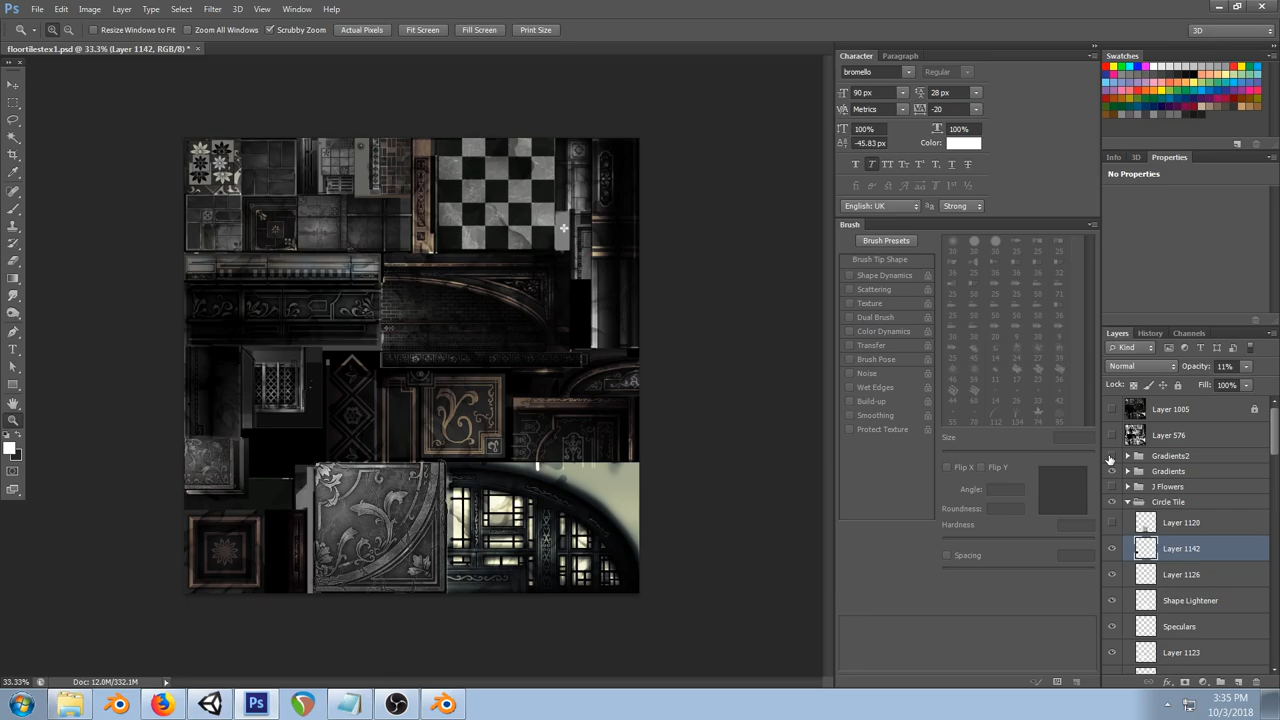 Ps File Edit Image Layer Type Select Filter 3D View Window Help
Resize Windows to Fit Zoom All Windows Scrubby Zoom Actual Pixels Fit Screen Fill Screen Print Size 3D
floortilestex1.psd @ 33.3% (Layer 1142, RGB/8) * ×
Character Paragraph
bromello Regular
90 px 28 px
Metrics -20
100% 100%
-45.83 px Color:
English: UK Strong
Brush
Brush Presets
Brush Tip Shape
Shape Dynamics
Scattering
Texture
Dual Brush
Color Dynamics
Transfer
Brush Pose
Noise
Wet Edges
Build-up
Smoothing
Protect Texture
Size
Flip X Flip Y
Angle:
Roundness:
Hardness
Spacing
Swatches
Info 3D Properties
No Properties
Layers History Channels
Kind
Normal Opacity: 11%
Lock: Fill: 100%
Layer 1005
Layer 576
Gradients2
Gradients
J Flowers
Circle Tile
Layer 1120
Layer 1142
Layer 1126
Shape Lightener
Speculars
Layer 1123
33.33% Doc: 12.0M/332.1M
Ps
3:35 PM
10/3/2018